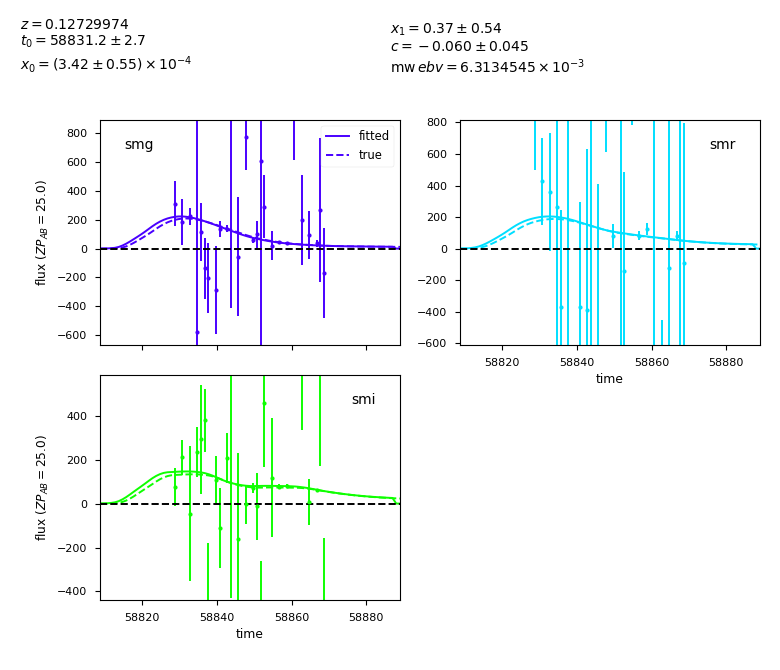 z = 0.12729974
t₀ = 58831.2 ± 2.7
x₀ = (3.42 ± 0.55) × 10⁻⁴
x₁ = 0.37 ± 0.54
c = −0.060 ± 0.045
mw ebv = 6.3134545 × 10⁻³
smg
fitted
true
800
600
400
200
0
−200
−400
−600
flux (ZP_AB = 25.0)
smr
800
600
400
200
0
−200
−400
−600
58820 58840 58860 58880
time
smi
400
200
0
−200
−400
flux (ZP_AB = 25.0)
58820 58840 58860 58880
time